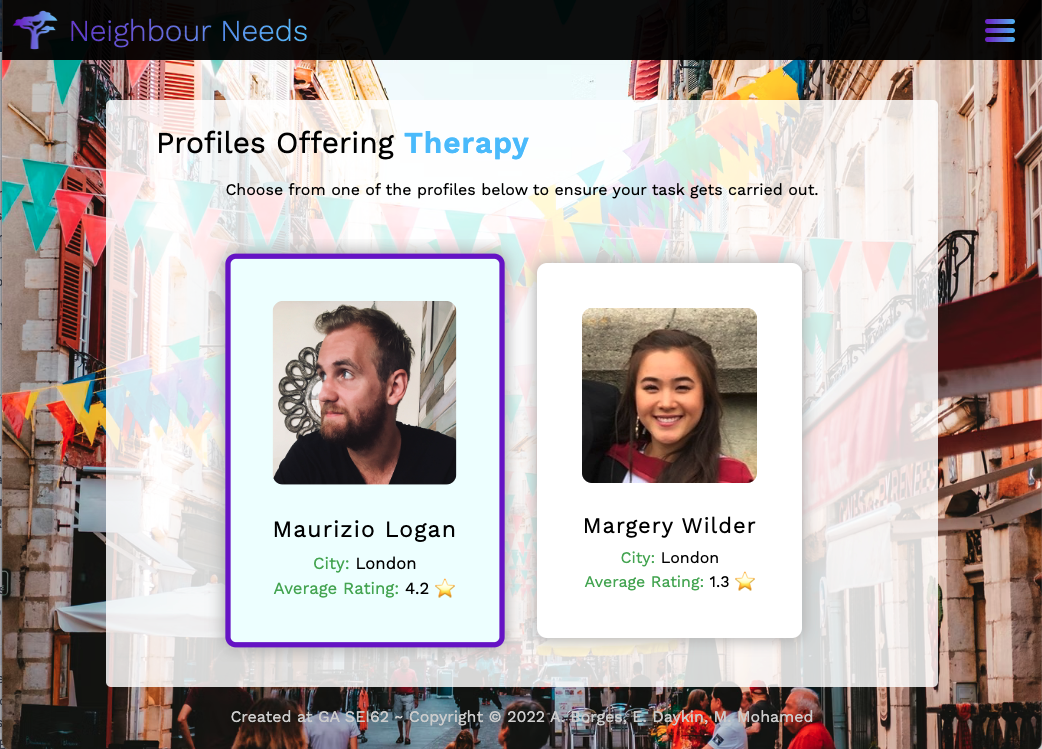 Neighbour Needs
Profiles Offering Therapy
Choose from one of the profiles below to ensure your task gets carried out.
Maurizio Logan
City: London
Average Rating: 4.2 ⭐
Margery Wilder
City: London
Average Rating: 1.3 ⭐
Created at GA SEI62 ~ Copyright © 2022 A. Borges, E. Daykin, M. Mohamed